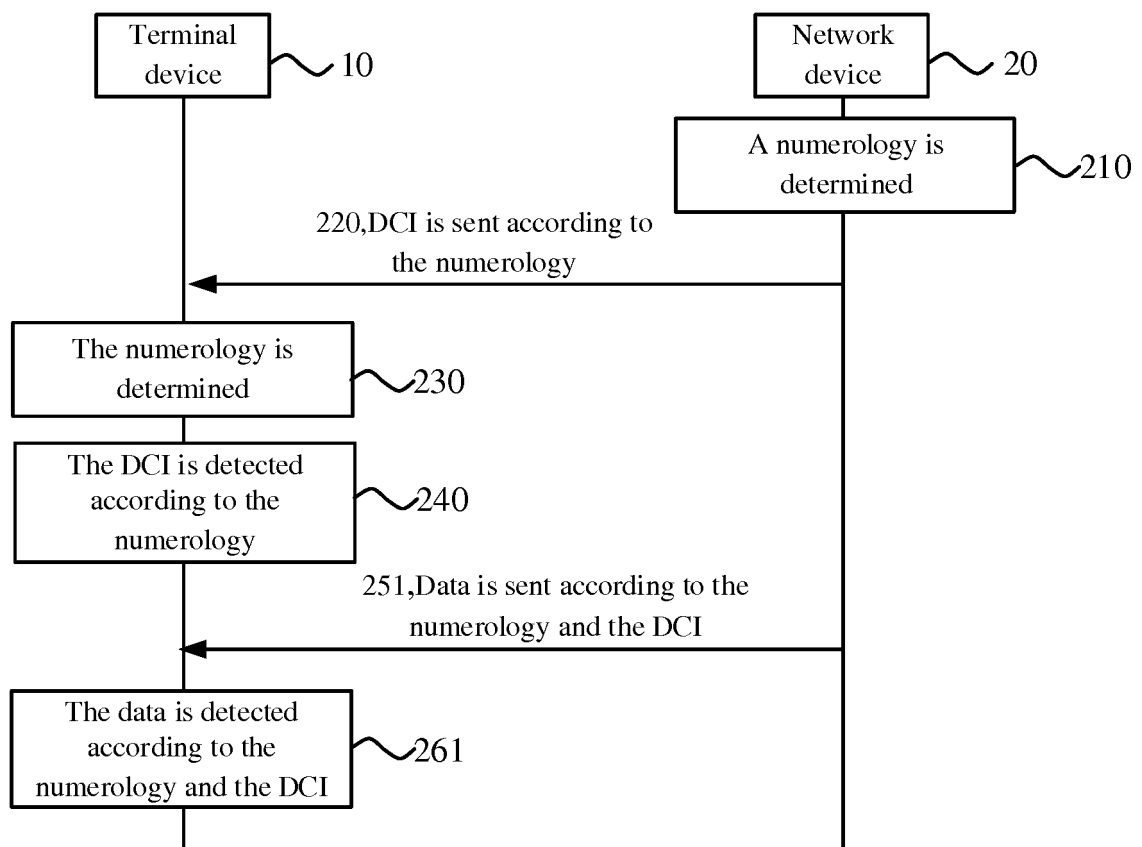 Terminal
device
10
Network
device
20
A numerology is
determined
210
220,DCI is sent according to
the numerology
The numerology is
determined
230
The DCI is detected
according to the
numerology
240
251,Data is sent according to the
numerology and the DCI
The data is detected
according to the
numerology and the DCI
261